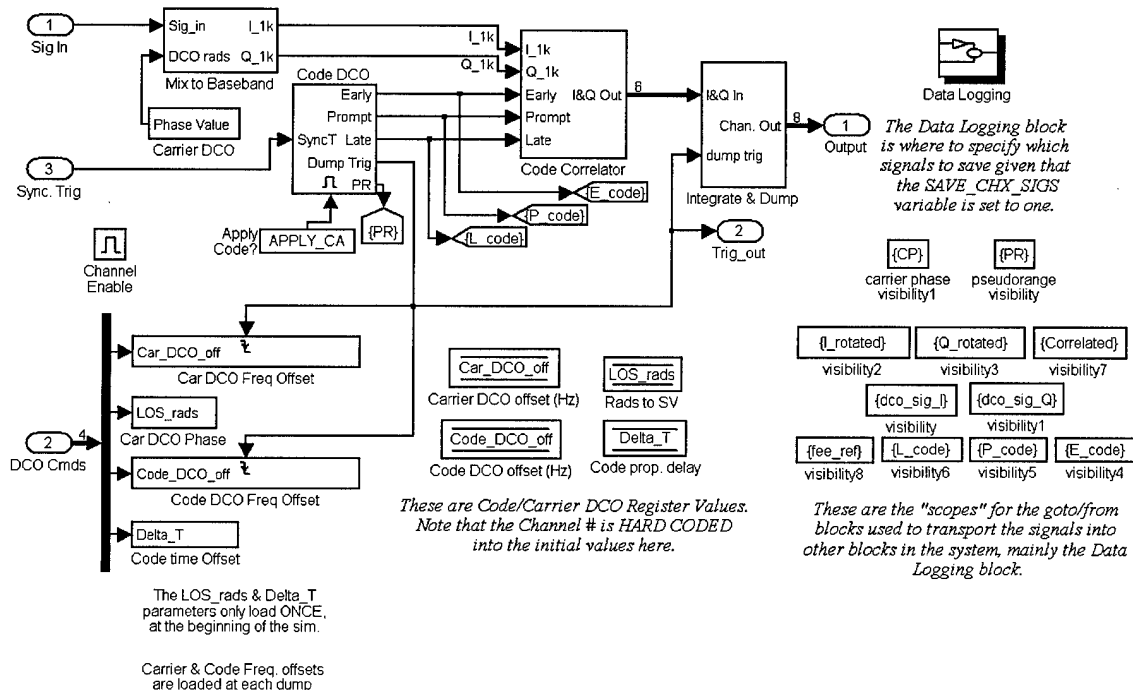 1
Sig In
Sig_in
I_1k
DCO rads
Q_1k
Mix to Baseband
I_1k
Q_1k
Phase Value
Carrier DCO
3
Sync. Trig
Code DCO
Early
Prompt
SyncT
Late
Dump Trig
PR
I_1k
Q_1k
Early
Prompt
Late
I&Q Out
Code Correlator
6
I&Q In
Chan. Out
dump trig
Integrate & Dump
8
1
Output
Data Logging
The Data Logging block
is where to specify which
signals to save given that
the SAVE_CHX_SIGS
variable is set to one.
{E_code}
{P_code}
{L_code}
Apply
Code?
APPLY_CA
{PR}
2
Trig_out
Channel
Enable
{CP}
carrier phase
visibility1
{PR}
pseudorange
visibility
Car_DCO_off
Car DCO Freq Offset
LOS_rads
Car DCO Phase
2
DCO Cmds
4
Code_DCO_off
Code DCO Freq Offset
Delta_T
Code time Offset
Car_DCO_off
Carrier DCO offset (Hz)
LOS_rads
Rads to SV
Code_DCO_off
Code DCO offset (Hz)
Delta_T
Code prop. delay
{I_rotated}
visibility2
{Q_rotated}
visibility3
{Correlated}
visibility7
{dco_sig_I}
visibility
{dco_sig_Q}
visibility1
{fee_ref}
visibility8
{L_code}
visibility6
{P_code}
visibility5
{E_code}
visibility4
These are Code/Carrier DCO Register Values.
Note that the Channel # is HARD CODED
into the initial values here.
These are the "scopes" for the goto/from
blocks used to transport the signals into
other blocks in the system, mainly the Data
Logging block.
The LOS_rads & Delta_T
parameters only load ONCE,
at the beginning of the sim.
Carrier & Code Freq. offsets
are loaded at each dump